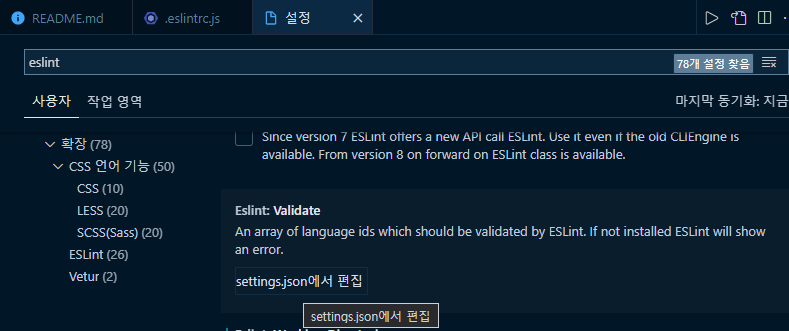 README.md
.eslintrc.js
설정
eslint
78개 설정 찾음
사용자
작업 영역
마지막 동기화: 지금
확장 (78)
CSS 언어 기능 (50)
CSS (10)
LESS (20)
SCSS(Sass) (20)
ESLint (26)
Vetur (2)
Since version 7 ESLint offers a new API call ESLint. Use it even if the old CLIEngine is
available. From version 8 on forward on ESLint class is available.
Eslint: Validate
An array of language ids which should be validated by ESLint. If not installed ESLint will show
an error.
settings.json에서 편집
settings.json에서 편집